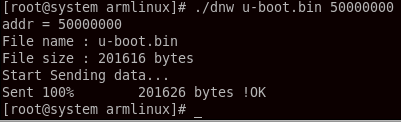 [root@system armlinux]# ./dnw u-boot.bin 50000000
addr = 50000000
File name : u-boot.bin
File size : 201616 bytes
Start Sending data...
Sent 100%        201626 bytes !OK
[root@system armlinux]# _